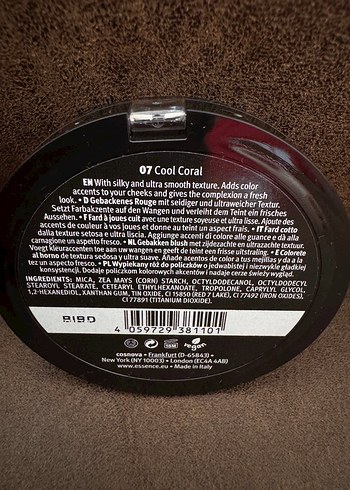 07 Cool Coral
EN With silky and ultra smooth texture. Adds color
accents to your cheeks and gives the complexion a fresh
look. • D Gebackenes Rouge mit seidiger und ultraweicher Textur.
Setzt Farbakzente auf den Wangen und verleiht dem Teint ein frisches
Aussehen. • F Fard à joues cuit avec une texture soyeuse et ultra lisse. Ajoute des
accents de couleur à vos joues et donne au teint un aspect frais. • IT Fard cotto
dalla texture setosa e ultra liscia. Aggiunge accenti di colore alle guance e dà alla
carnagione un aspetto fresco. • NL Gebakken blush met zijdezachte en ultrazachte textuur.
Voegt kleuraccenten toe aan uw wangen en geeft de teint een frisse uitstraling. • E Colorete
al horno de textura sedosa y ultra suave. Añade acentos de color a tus mejillas y da a la
tez un aspecto fresco. • PL Wypiekany róż do policzków o jedwabistej i niezwykle gładkiej
konsystencji. Dodaje policzkom kolorowych akcentów i nadaje cerze świeży wygląd.
INGREDIENTS: MICA, ZEA MAYS (CORN) STARCH, OCTYLDODECANOL, OCTYLDODECYL
STEAROYL STEARATE, CETEARYL ETHYLHEXANOATE, TROPOLONE, CAPRYLYL GLYCOL,
1,2-HEXANEDIOL, XANTHAN GUM, TIN OXIDE, CI 15850 (RED 7 LAKE), CI 77492 (IRON OXIDES),
CI 77891 (TITANIUM DIOXIDE).
4 059729 381101
vegan
cosnova • Frankfurt (D-65843) •
New York (NY 10003) • London (EC4A 4AB)
www.essence.eu • Made in Italy